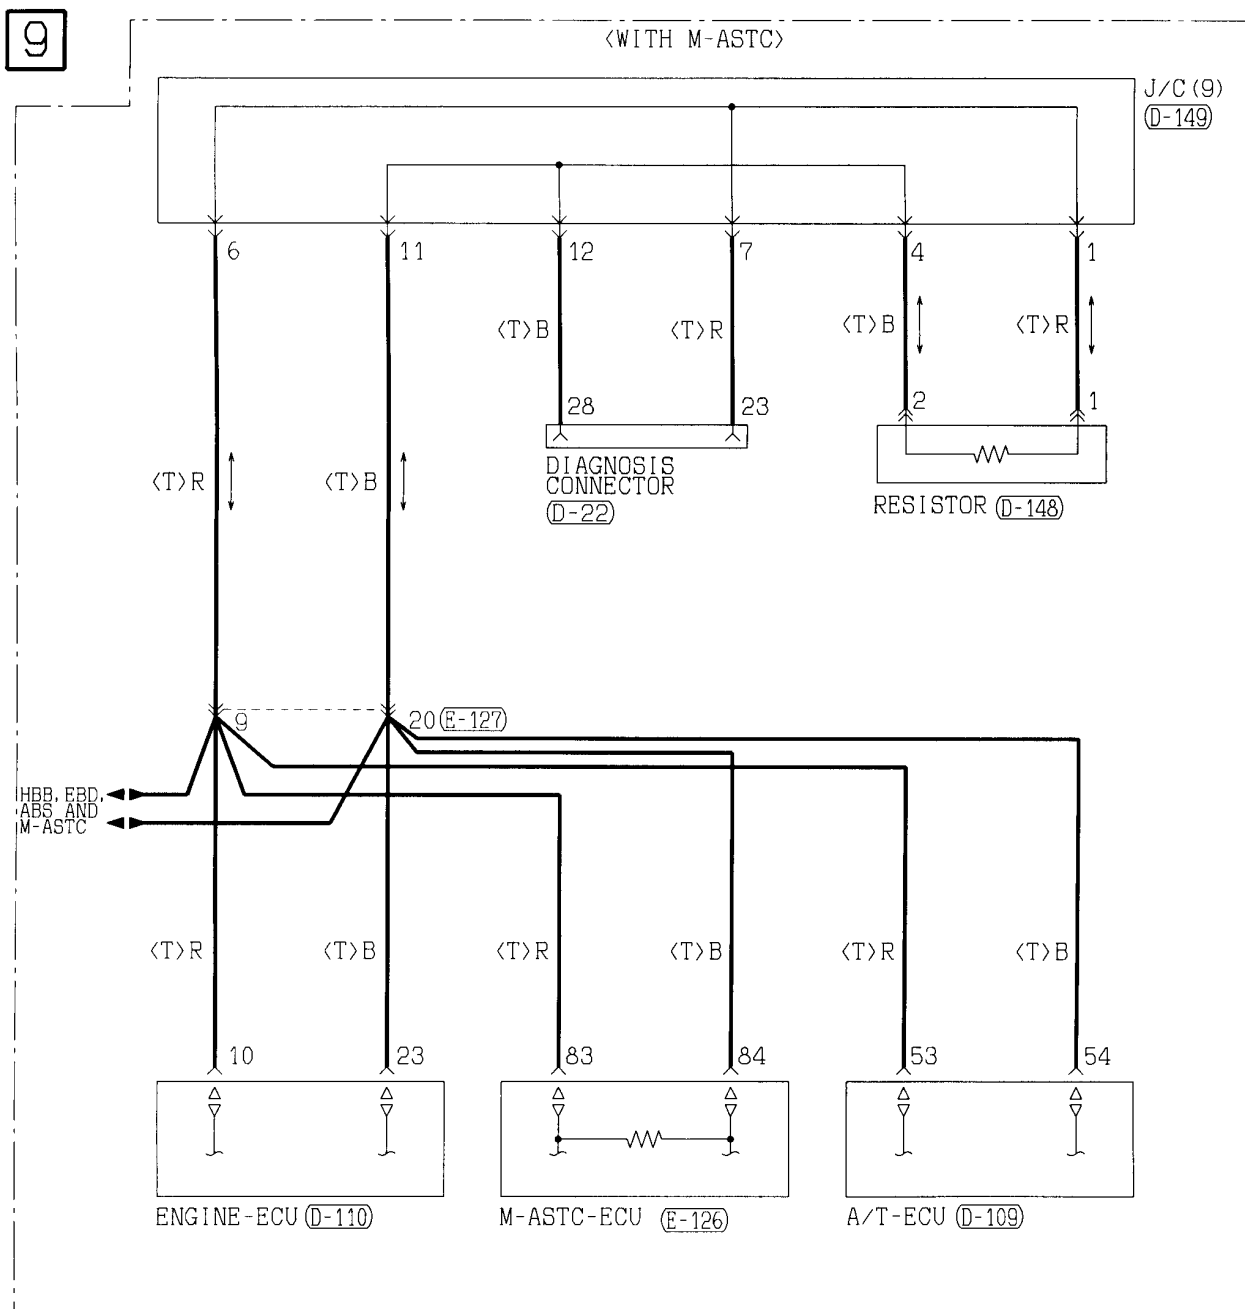 9
<WITH M-ASTC>
J/C(9)
D-149
6
11
12
7
4
1
<T>B
<T>R
<T>B
<T>R
28
23
2
1
<T>R
<T>B
DIAGNOSIS
CONNECTOR
D-22
RESISTOR D-148
9
20 E-127
HBB, EBD,
ABS AND
M-ASTC
<T>R
<T>B
<T>R
<T>B
<T>R
<T>B
10
23
83
84
53
54
ENGINE-ECU D-110
M-ASTC-ECU E-126
A/T-ECU D-109